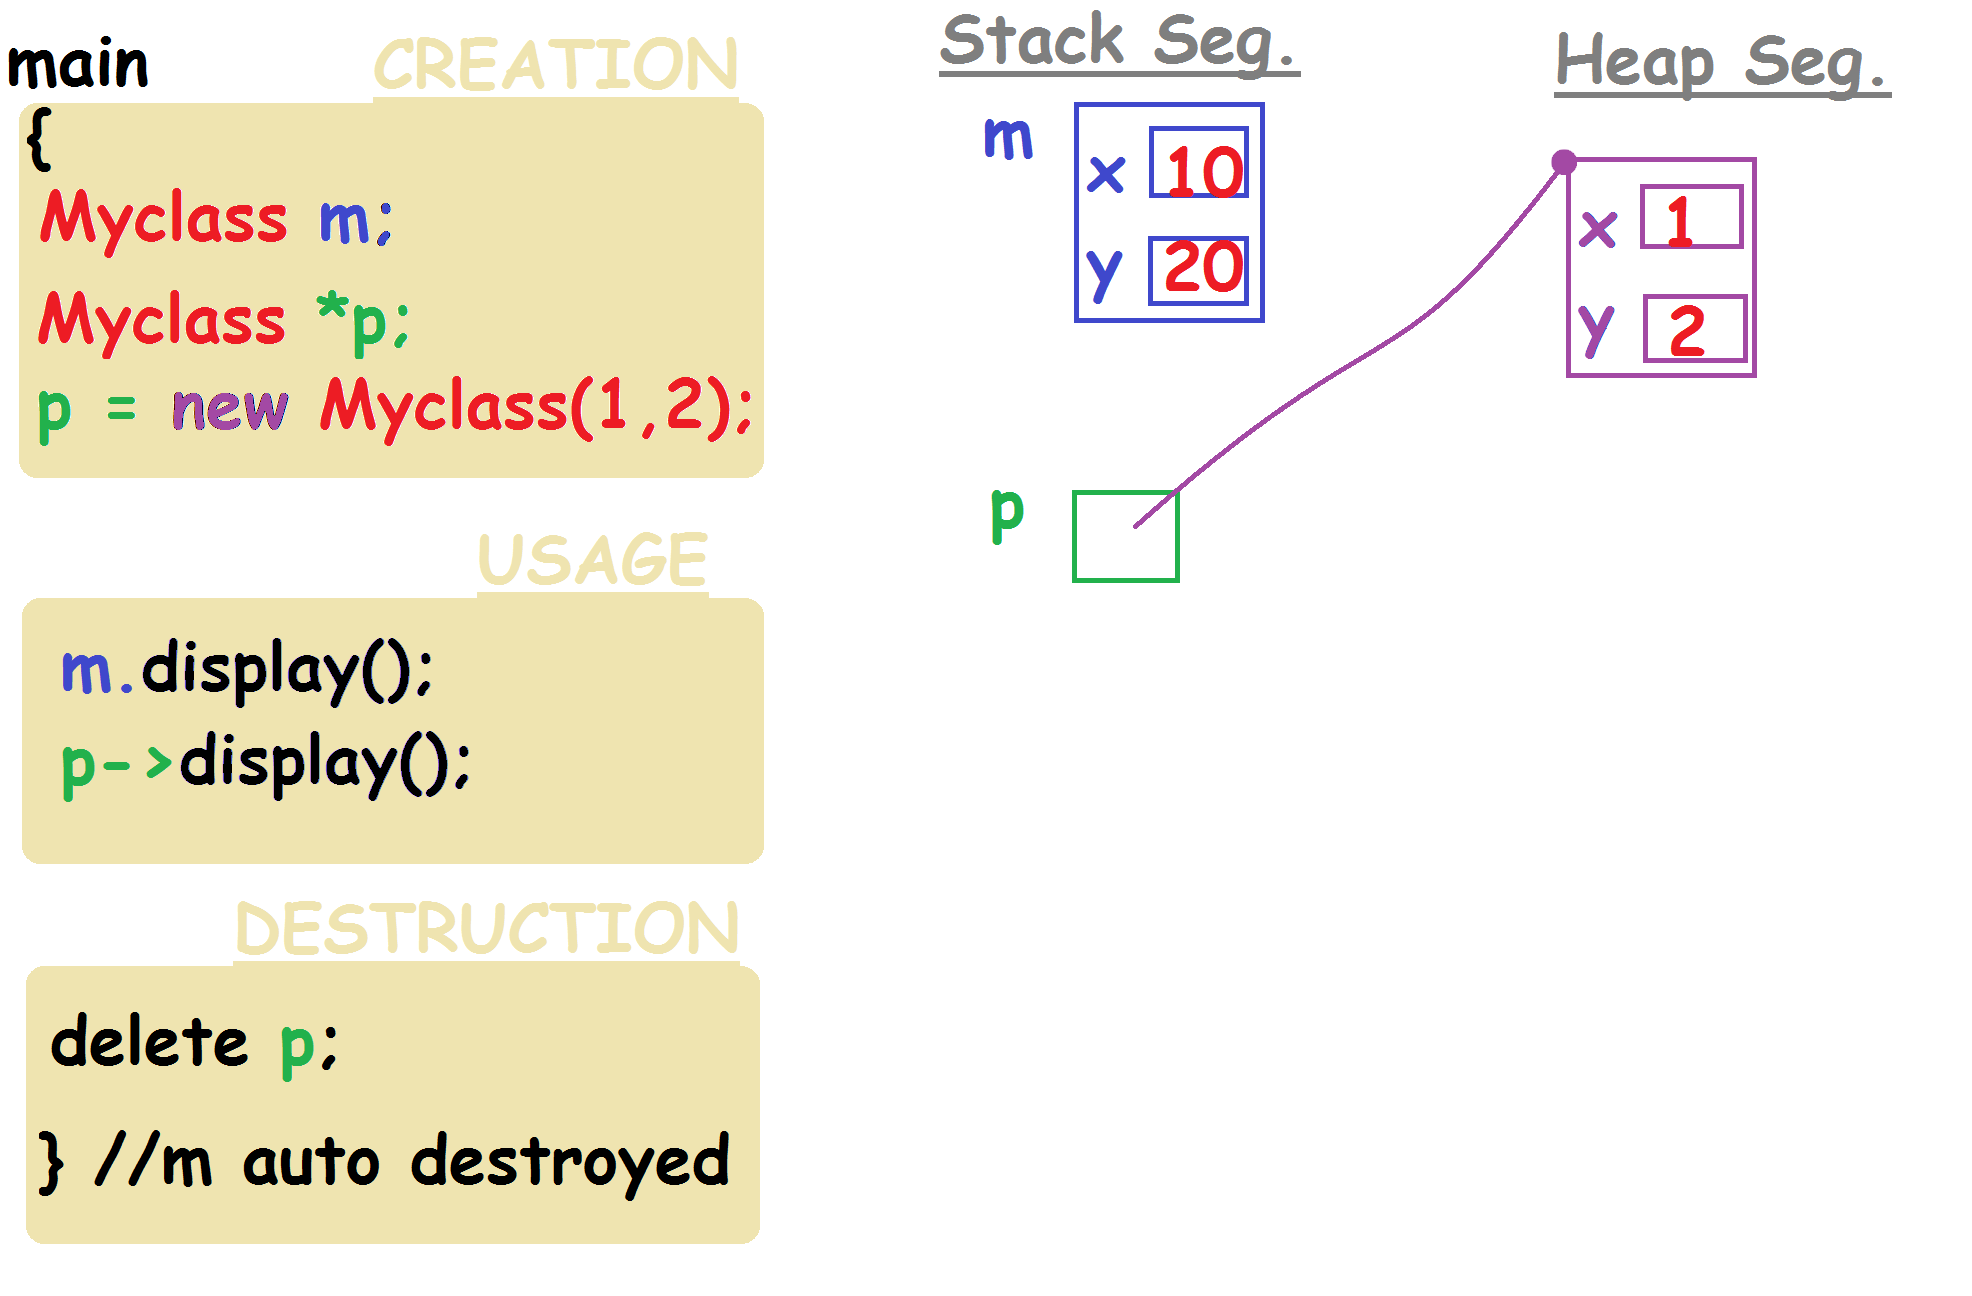 main
CREATION
{
Myclass m;
Myclass *p;
p = new Myclass(1,2);
USAGE
m.display();
p->display();
DESTRUCTION
delete p;
} //m auto destroyed
Stack Seg.
m
x 10
y 20
p
Heap Seg.
x 1
y 2